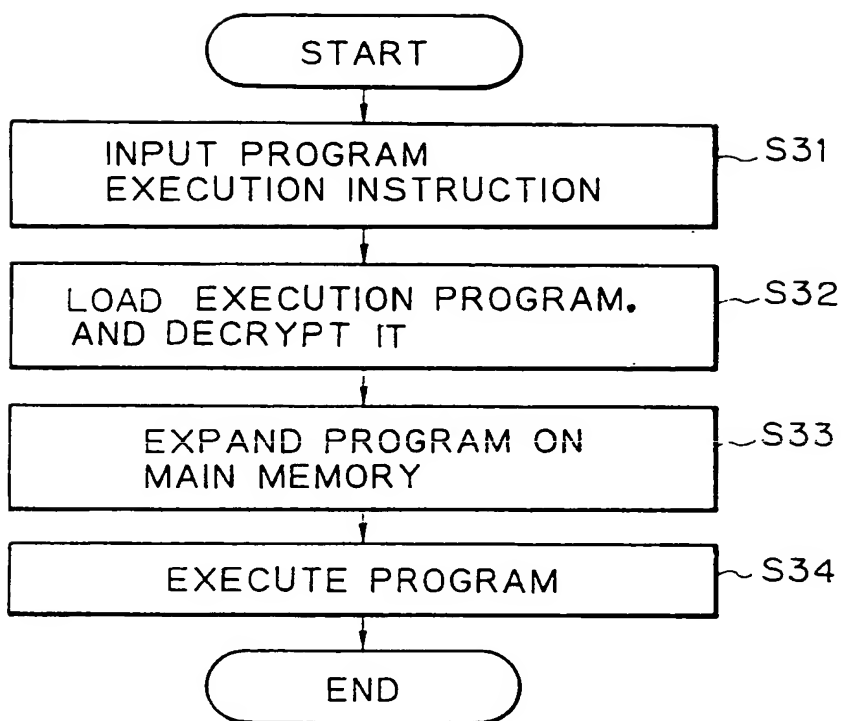 START
INPUT PROGRAM
EXECUTION INSTRUCTION
S31
LOAD EXECUTION PROGRAM.
AND DECRYPT IT
S32
EXPAND PROGRAM ON
MAIN MEMORY
S33
EXECUTE PROGRAM
S34
END